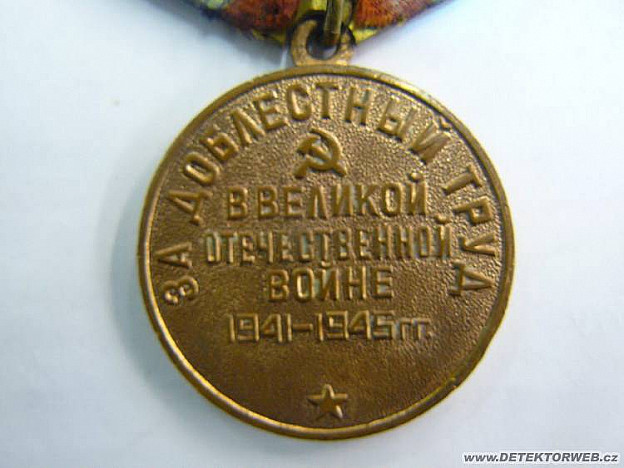 ЗА ДОБЛЕСТНЫЙ ТРУД
В ВЕЛИКОЙ
ОТЕЧЕСТВЕННОЙ
ВОЙНЕ
1941-1945 гг.
www.DETEKTORWEB.cz